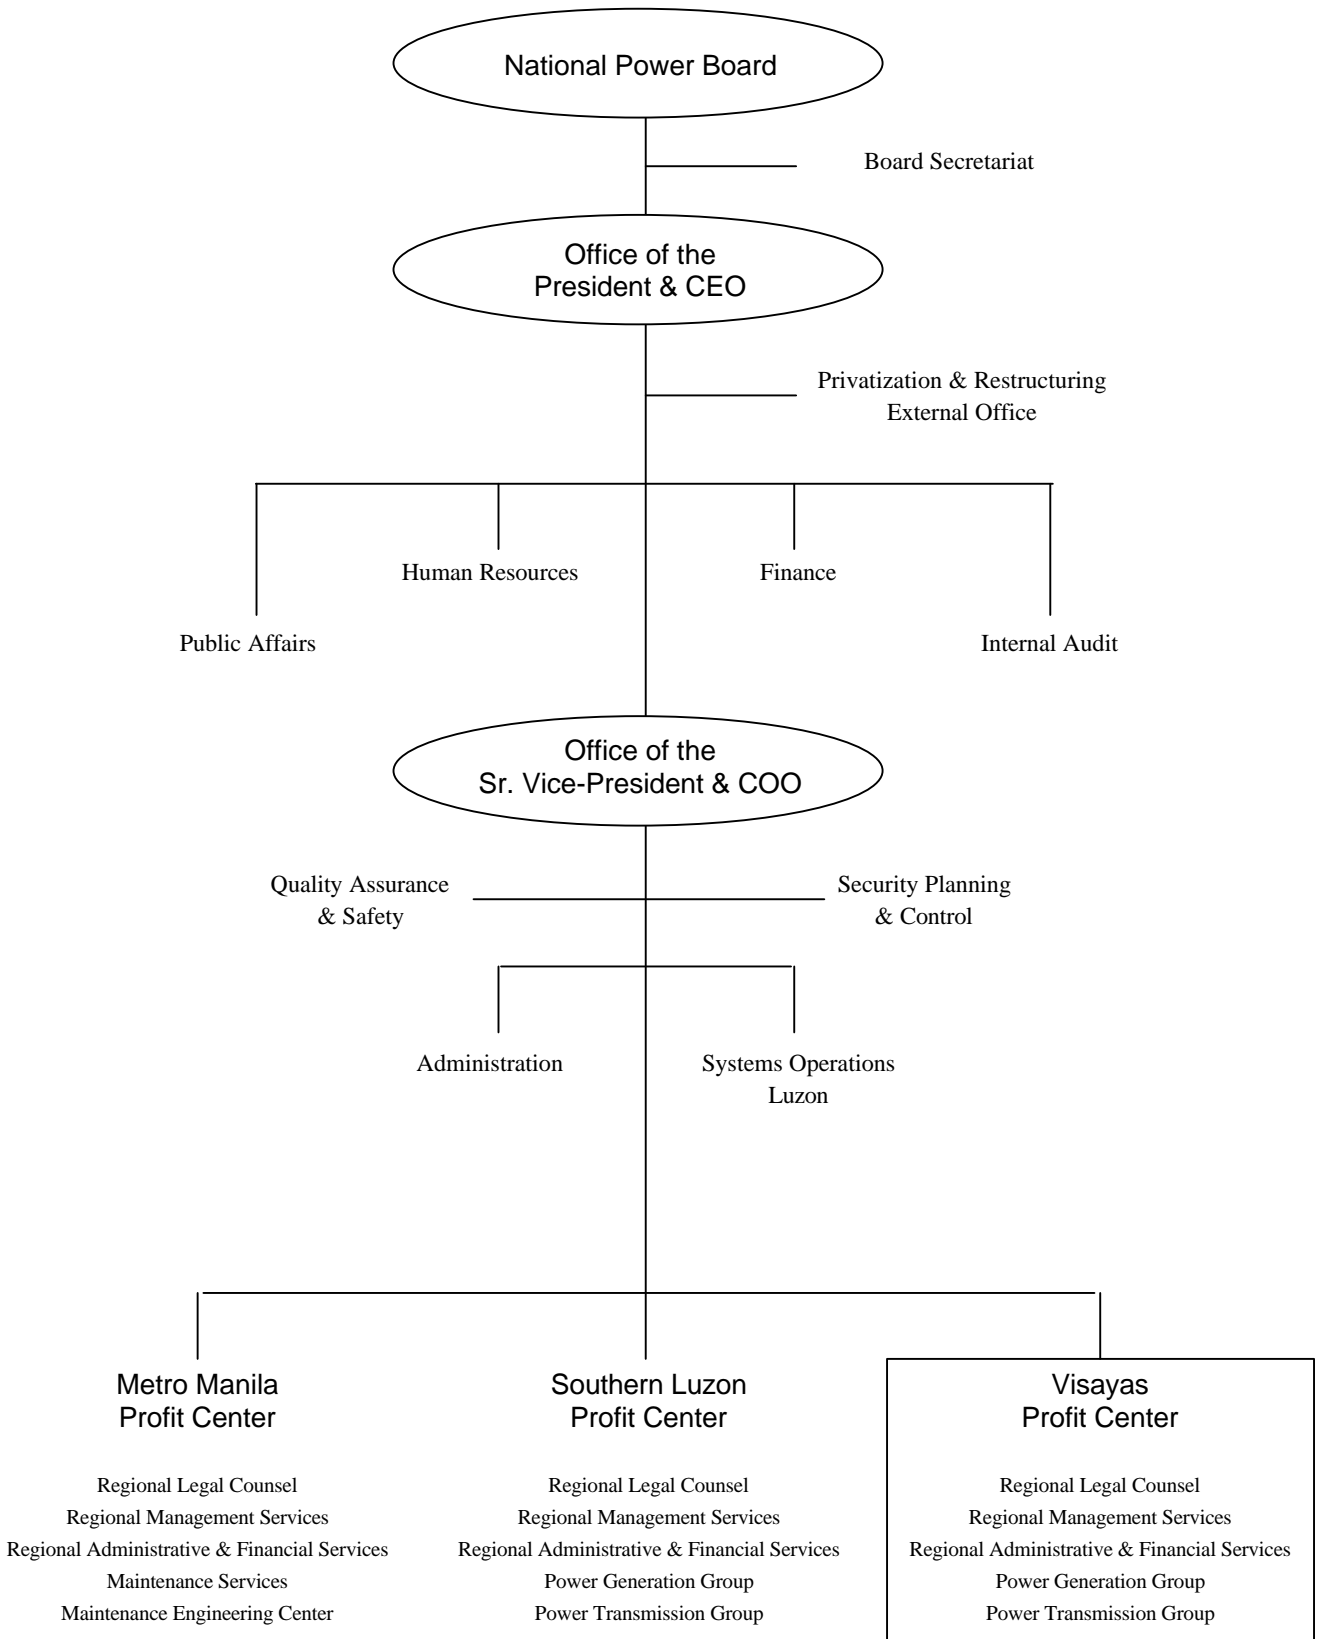 National Power Board
Board Secretariat
Office of the
President & CEO
Privatization & Restructuring
External Office
Human Resources
Finance
Public Affairs
Internal Audit
Office of the
Sr. Vice-President & COO
Quality Assurance
& Safety
Security Planning
& Control
Administration
Systems Operations
Luzon
Metro Manila
Profit Center
Regional Legal Counsel
Regional Management Services
Regional Administrative & Financial Services
Maintenance Services
Maintenance Engineering Center
Southern Luzon
Profit Center
Regional Legal Counsel
Regional Management Services
Regional Administrative & Financial Services
Power Generation Group
Power Transmission Group
Visayas
Profit Center
Regional Legal Counsel
Regional Management Services
Regional Administrative & Financial Services
Power Generation Group
Power Transmission Group